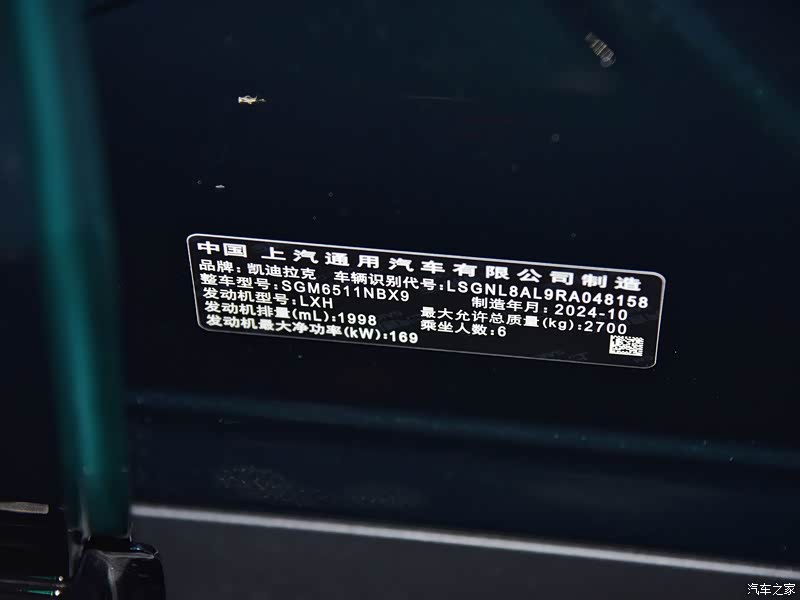 中国 上汽通用汽车有限公司制造
品牌:凯迪拉克 车辆识别代号:LSGNL8AL9RA048158
整车型号:SGM6511NBX9 制造年月:2024-10
发动机型号:LXH 最大允许总质量(kg):2700
发动机排量(mL):1998 乘坐人数:6
发动机最大净功率(kW):169
汽车之家